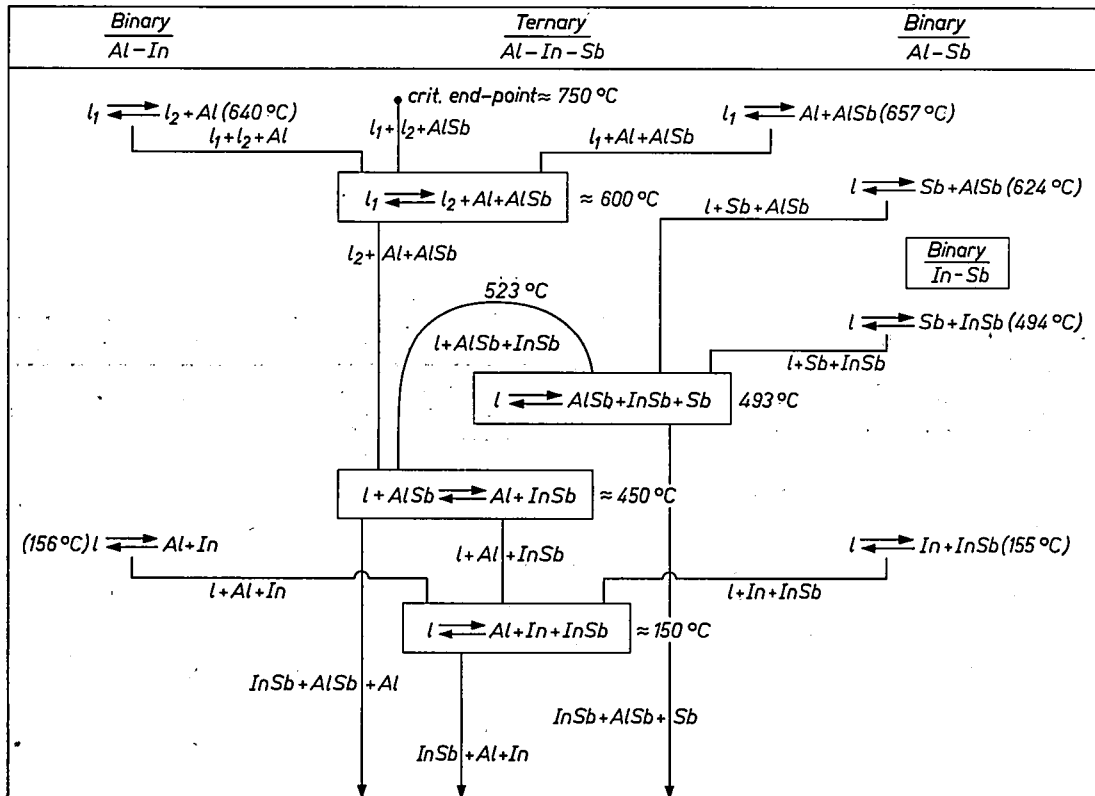 Binary
Al-In
Ternary
Al-In-Sb
Binary
Al-Sb
crit. end-point≈ 750 °C
l₁ ⇌ l₂+Al (640°C)
l₁ ⇌ Al+AlSb (657°C)
l₁+l₂+Al
l₁+l₂+AlSb
l₁+Al+AlSb
l₁ ⇌ l₂+Al+AlSb
≈ 600 °C
l ⇌ Sb+AlSb (624°C)
l+Sb+AlSb
l₂+Al+AlSb
Binary
In-Sb
523 °C
l ⇌ Sb+InSb (494°C)
l+AlSb+InSb
l+Sb+InSb
l ⇌ AlSb+InSb+Sb
493°C
l+AlSb ⇌ Al+InSb
≈450°C
(156°C) l ⇌ Al+In
l+Al+InSb
l ⇌ In+InSb (155°C)
l+Al+In
l+In+InSb
l ⇌ Al+In+InSb
≈150°C
InSb+AlSb+Al
InSb+AlSb+Sb
InSb+Al+In